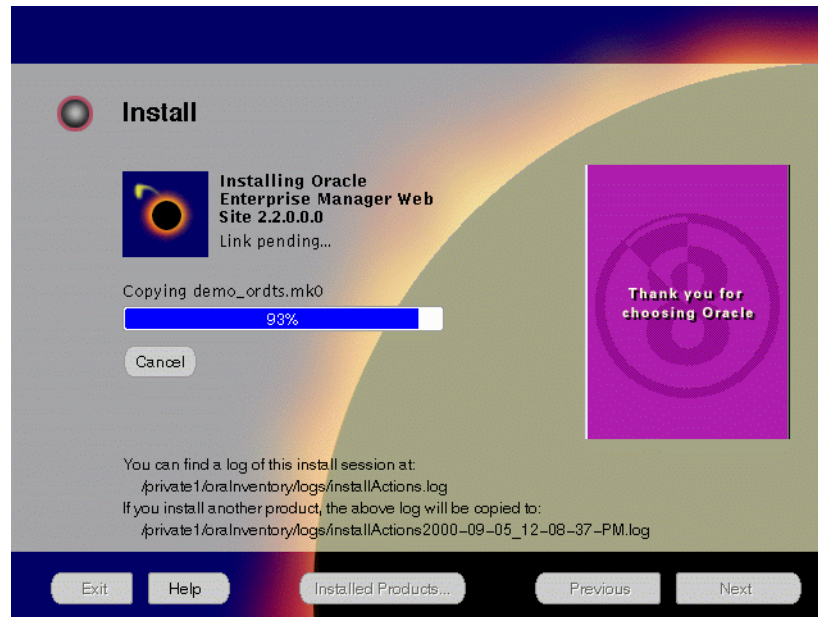 Install
Installing Oracle
Enterprise Manager Web
Site 2.2.0.0.0
Link pending...
Copying demo_ordts.mk0
93%
Cancel
Thank you for
choosing Oracle
You can find a log of this install session at:
/private1/oraInventory/logs/installActions.log
If you install another product, the above log will be copied to:
/private1/oraInventory/logs/installActions2000-09-05_12-08-37-PM.log
Exit
Help
Installed Products...
Previous
Next